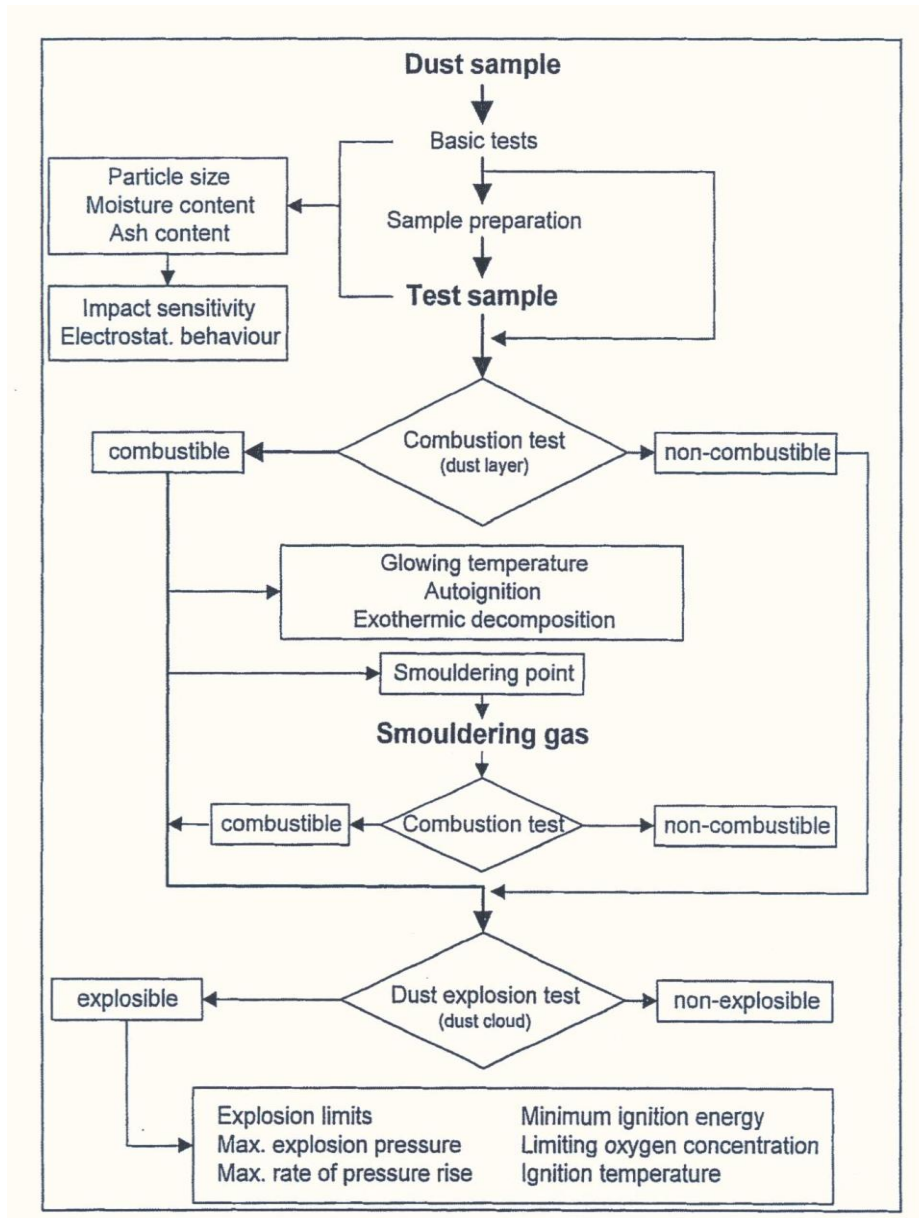 Dust sample
Basic tests
Particle size
Moisture content
Ash content
Sample preparation
Test sample
Impact sensitivity
Electrostat. behaviour
Combustion test
(dust layer)
combustible
non-combustible
Glowing temperature
Autoignition
Exothermic decomposition
Smouldering point
Smouldering gas
combustible
Combustion test
non-combustible
explosible
Dust explosion test
(dust cloud)
non-explosible
Explosion limits
Max. explosion pressure
Max. rate of pressure rise
Minimum ignition energy
Limiting oxygen concentration
Ignition temperature